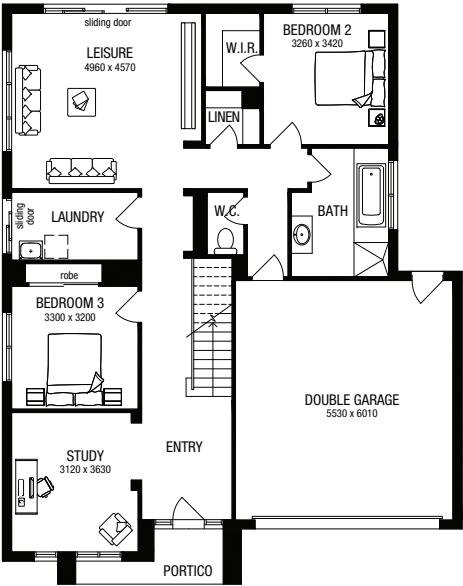 sliding door
LEISURE
4960 x 4570
W.I.R.
BEDROOM 2
3260 x 3420
LINEN
sliding
door
LAUNDRY
W.C.
BATH
robe
BEDROOM 3
3300 x 3200
DOUBLE GARAGE
5530 x 6010
STUDY
3120 x 3630
ENTRY
PORTICO